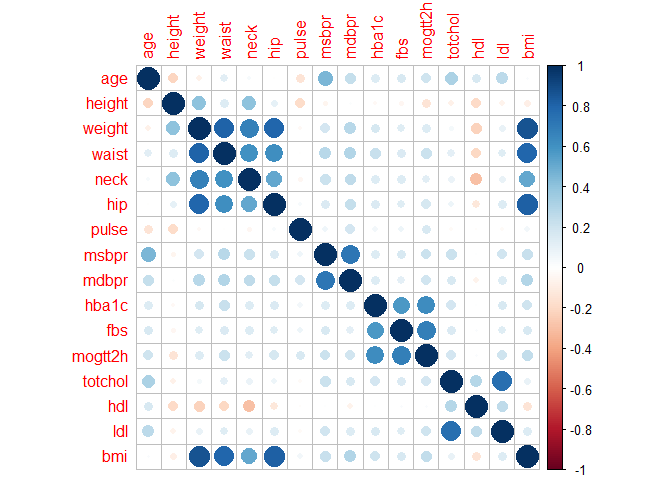 age height weight waist neck hip pulse msbpr mdbpr hba1c fbs mogtt2h totchol hdl ldl bmi
age
height
weight
waist
neck
hip
pulse
msbpr
mdbpr
hba1c
fbs
mogtt2h
totchol
hdl
ldl
bmi
1
0.8
0.6
0.4
0.2
0
-0.2
-0.4
-0.6
-0.8
-1